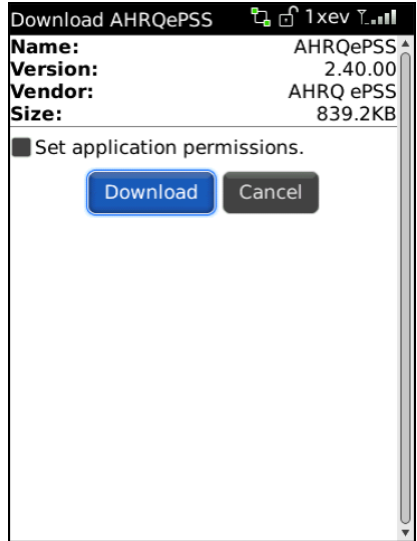 Download AHRQePSS 1xev
Name: AHRQePSS
Version: 2.40.00
Vendor: AHRQ ePSS
Size: 839.2KB
Set application permissions.
Download Cancel